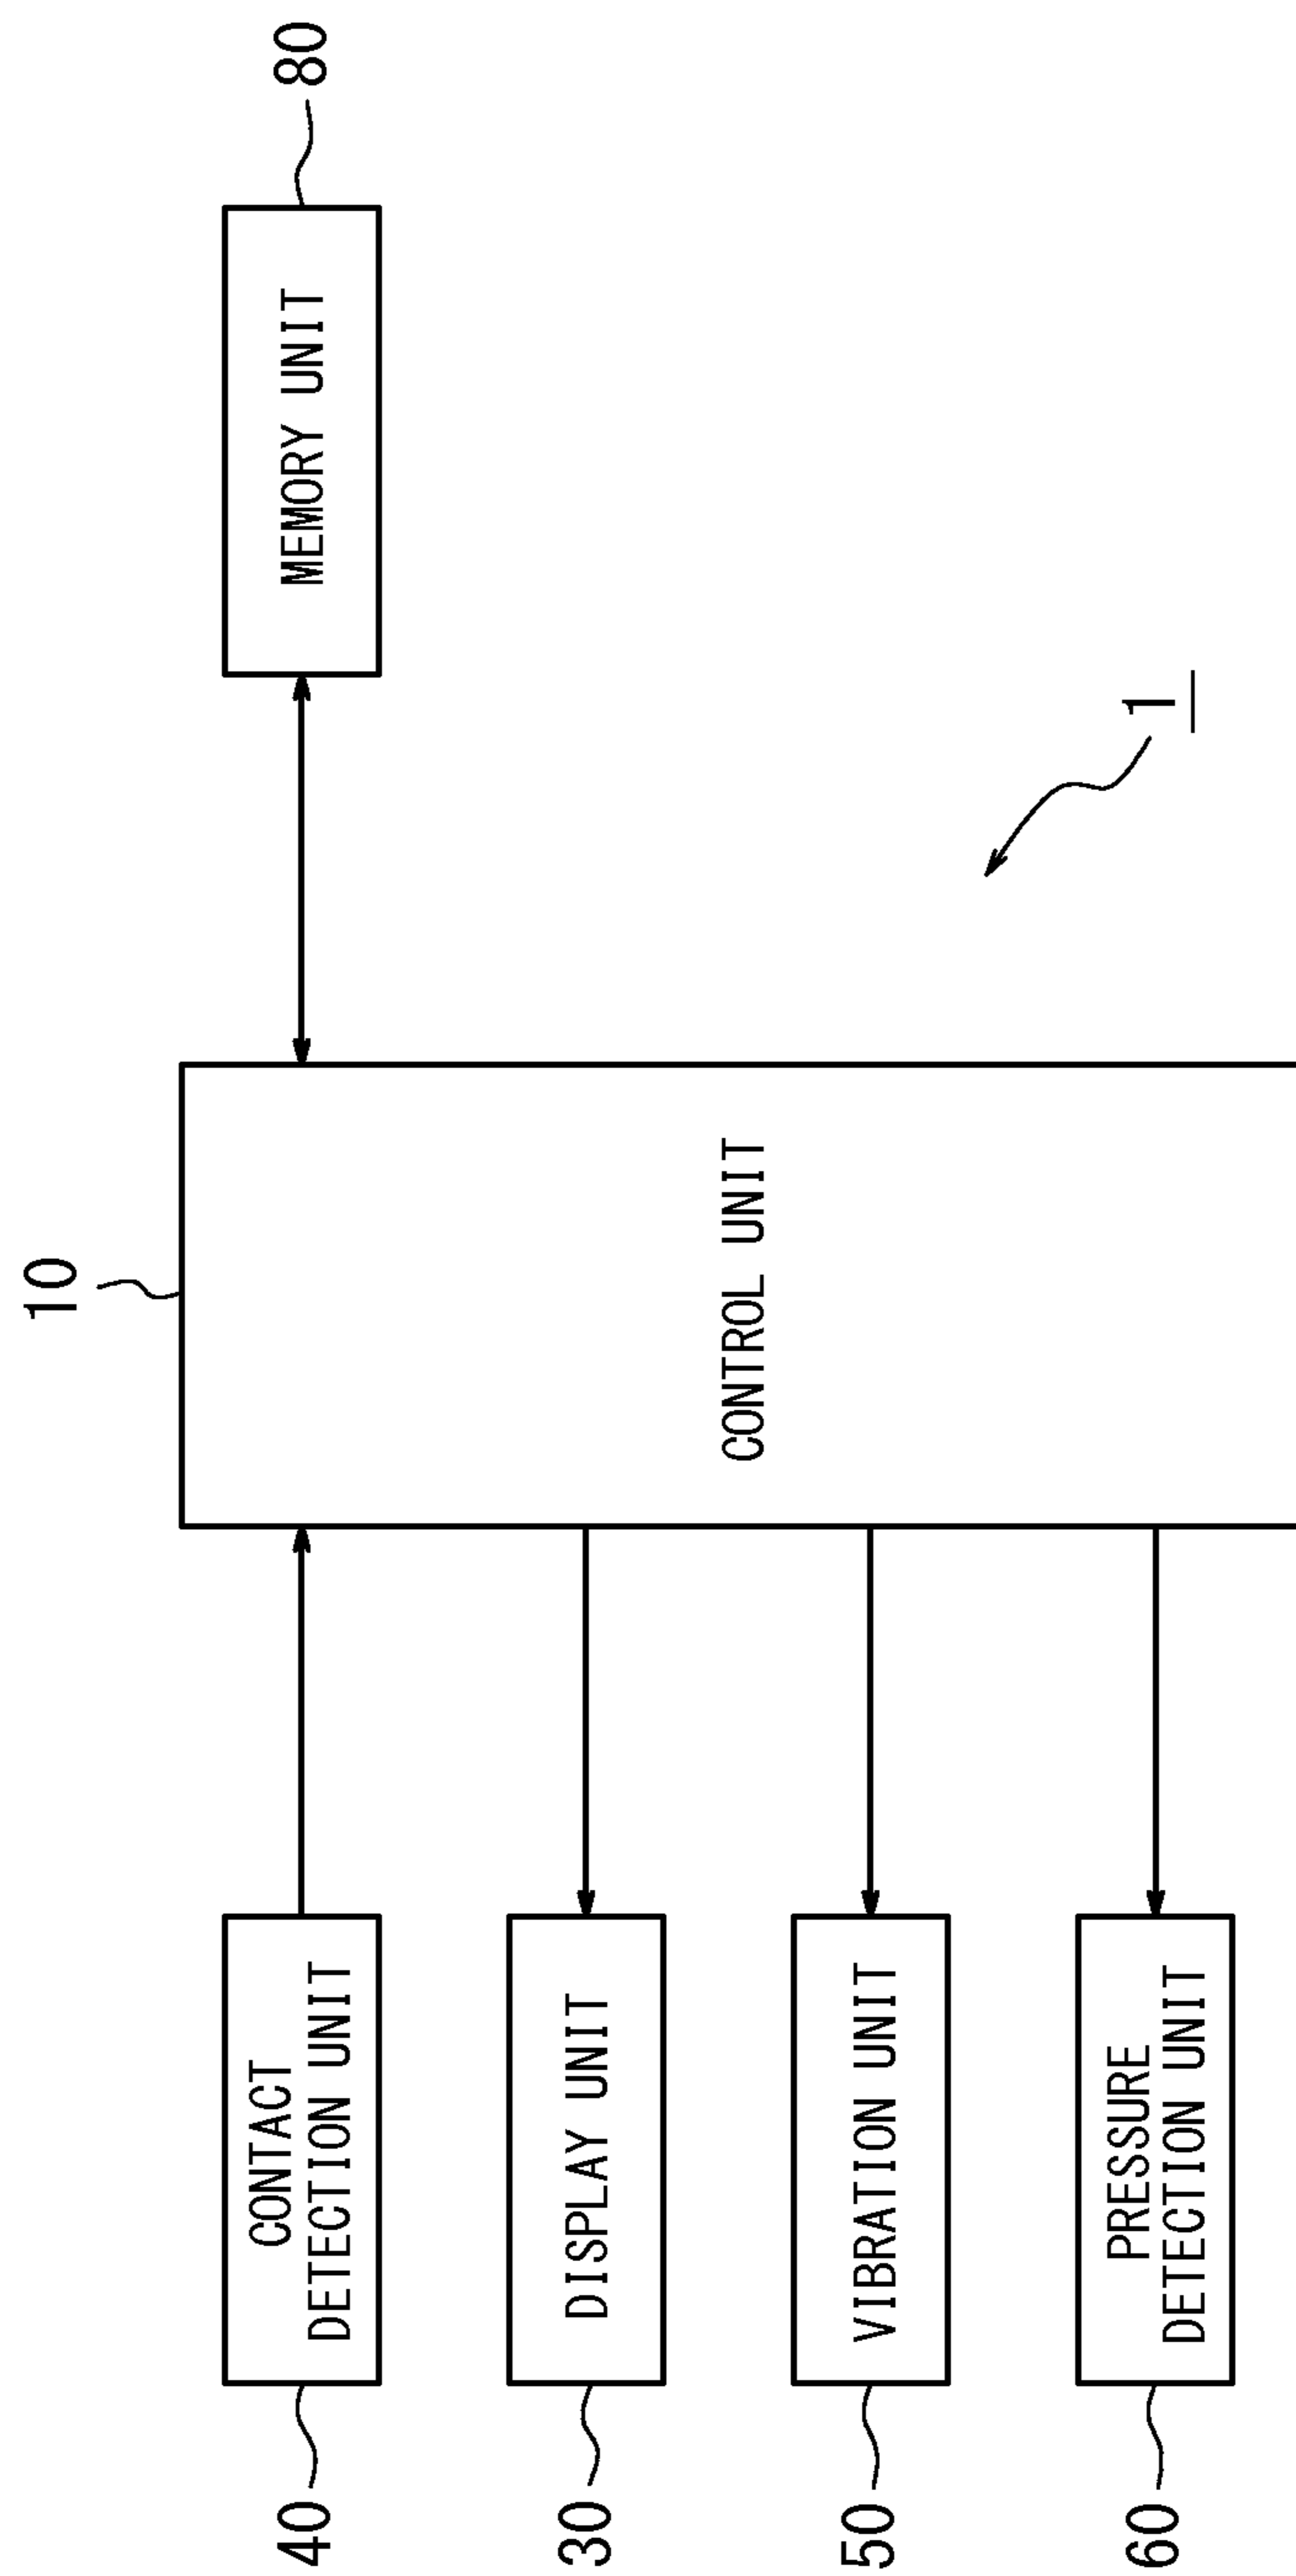 10
40
CONTACT
DETECTION UNIT
MEMORY UNIT
80
30
DISPLAY UNIT
CONTROL UNIT
50
VIBRATION UNIT
60
PRESSURE
DETECTION UNIT
1